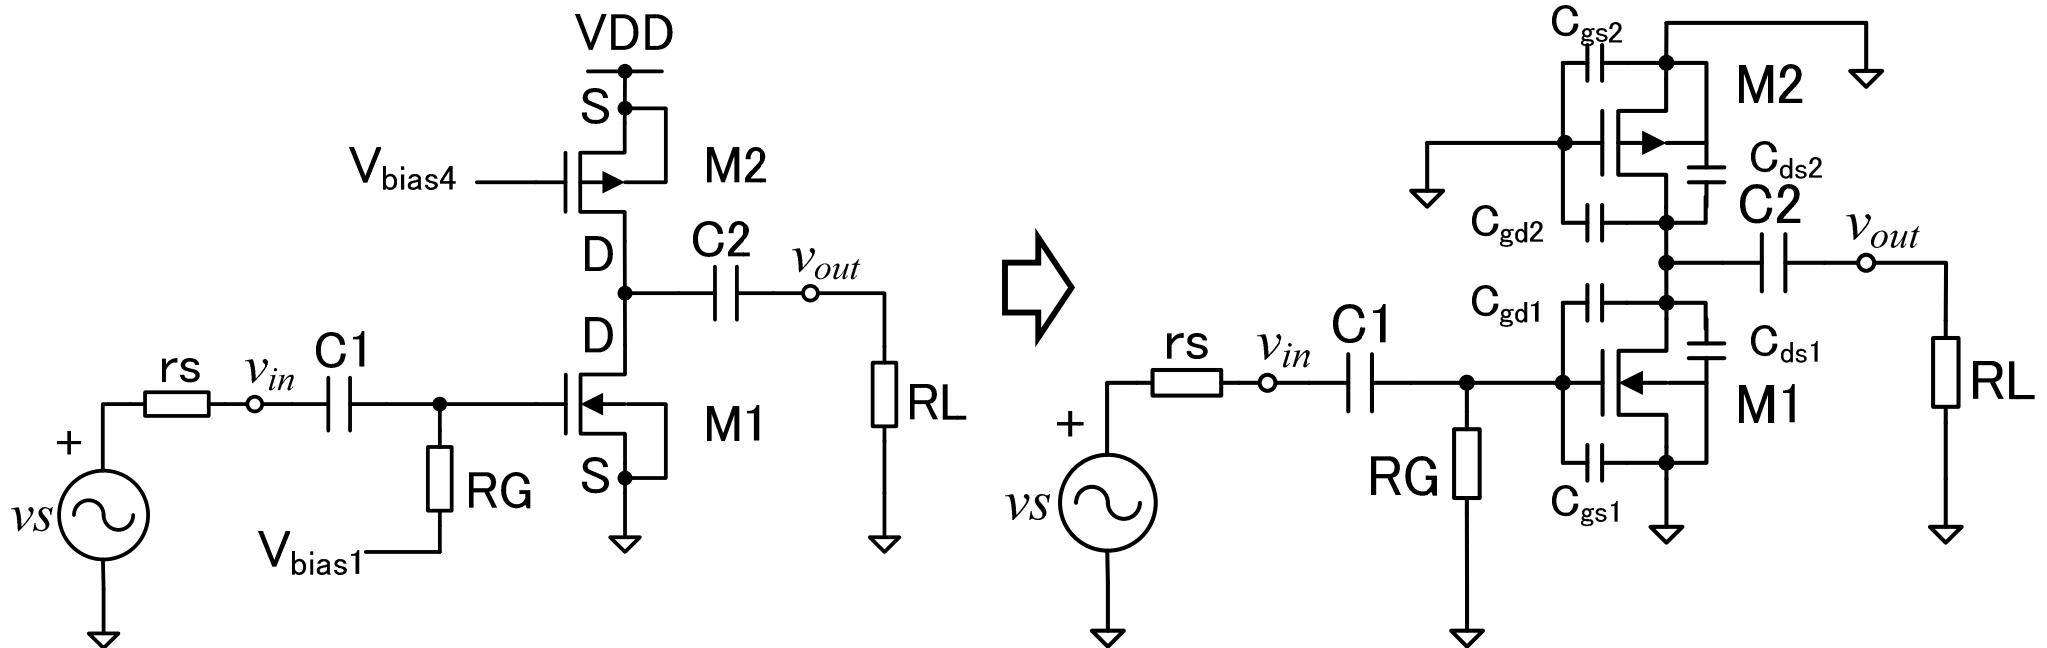 VDD
S
M2
Vbias4
D
C2
vout
D
C1
rs
vin
RL
M1
+
S
RG
vs
Vbias1
Cgs2
M2
Cds2
C2
Cgd2
vout
Cgd1
C1
rs
vin
Cds1
RL
M1
+
RG
vs
Cgs1